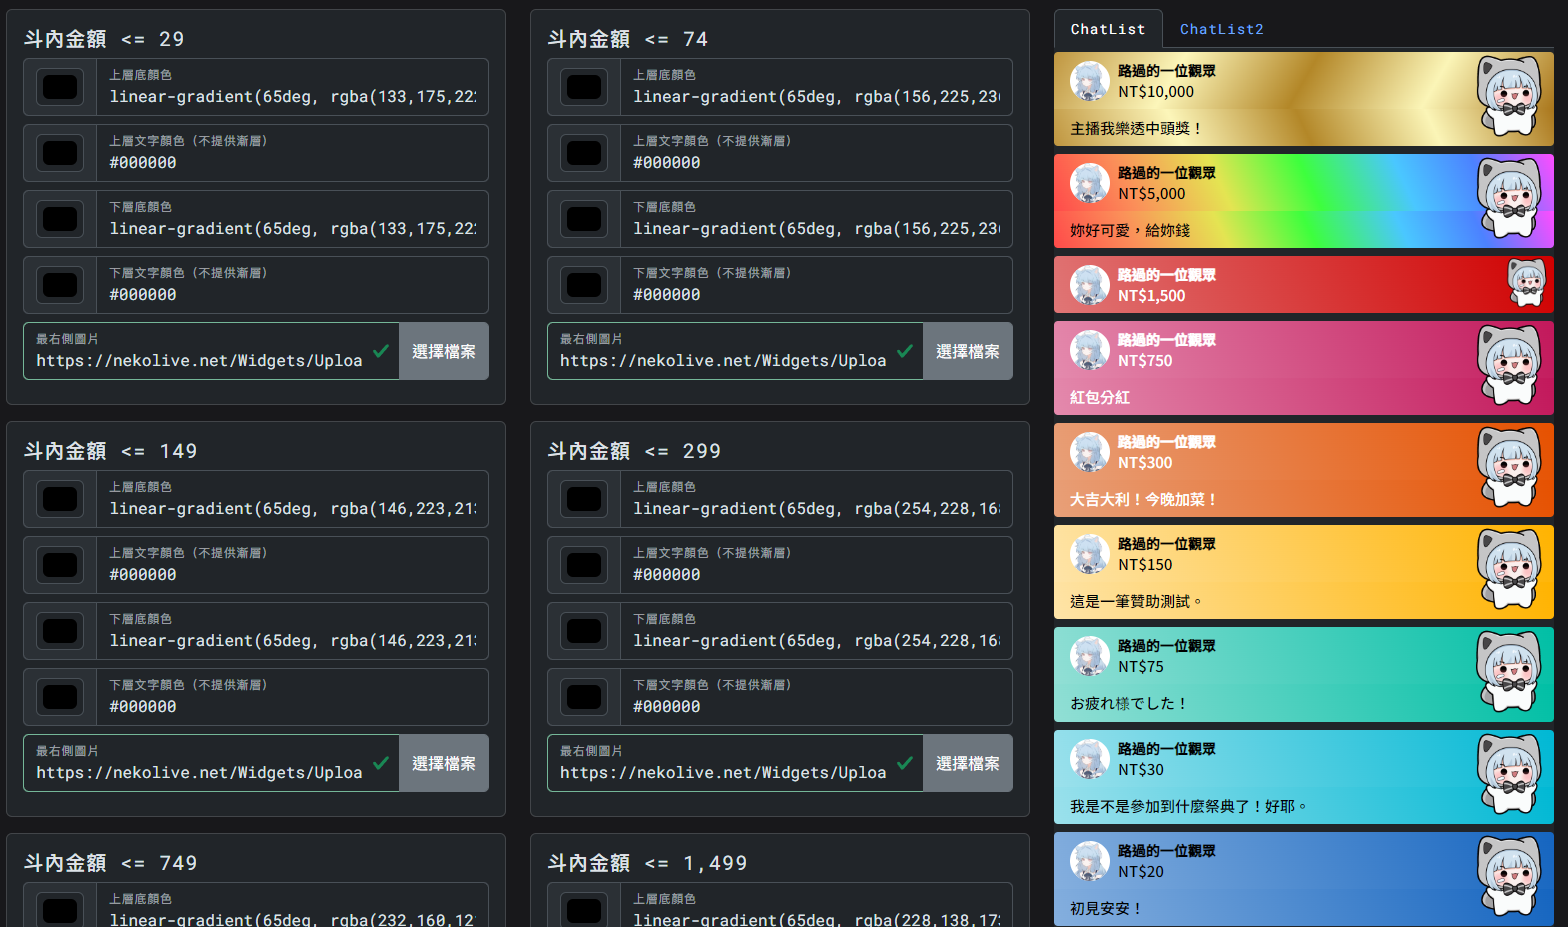 斗內金額 <= 29
上層底顏色
linear-gradient(65deg, rgba(133,175,22
上層文字顏色 (不提供漸層)
#000000
下層底顏色
linear-gradient(65deg, rgba(133,175,22
下層文字顏色 (不提供漸層)
#000000
最右側圖片
https://nekolive.net/Widgets/Uploa
選擇檔案
斗內金額 <= 74
上層底顏色
linear-gradient(65deg, rgba(156,225,23
上層文字顏色 (不提供漸層)
#000000
下層底顏色
linear-gradient(65deg, rgba(156,225,23
下層文字顏色 (不提供漸層)
#000000
最右側圖片
https://nekolive.net/Widgets/Uploa
選擇檔案
斗內金額 <= 149
上層底顏色
linear-gradient(65deg, rgba(146,223,21
上層文字顏色 (不提供漸層)
#000000
下層底顏色
linear-gradient(65deg, rgba(146,223,21
下層文字顏色 (不提供漸層)
#000000
最右側圖片
https://nekolive.net/Widgets/Uploa
選擇檔案
斗內金額 <= 299
上層底顏色
linear-gradient(65deg, rgba(254,228,16
上層文字顏色 (不提供漸層)
#000000
下層底顏色
linear-gradient(65deg, rgba(254,228,16
下層文字顏色 (不提供漸層)
#000000
最右側圖片
https://nekolive.net/Widgets/Uploa
選擇檔案
斗內金額 <= 749
上層底顏色
linear-gradient(65deg, rgba(232,160,12
斗內金額 <= 1,499
上層底顏色
linear-gradient(65deg, rgba(228,138,17
ChatList
ChatList2
路過的一位觀眾
NT$10,000
主播我樂透中頭獎！
路過的一位觀眾
NT$5,000
妳好可愛，給妳錢
路過的一位觀眾
NT$1,500
路過的一位觀眾
NT$750
紅包分紅
路過的一位觀眾
NT$300
大吉大利！今晚加菜！
路過的一位觀眾
NT$150
這是一筆贊助測試。
路過的一位觀眾
NT$75
お疲れ様でした！
路過的一位觀眾
NT$30
我是不是參加到什麼祭典了！好耶。
路過的一位觀眾
NT$20
初見安安！